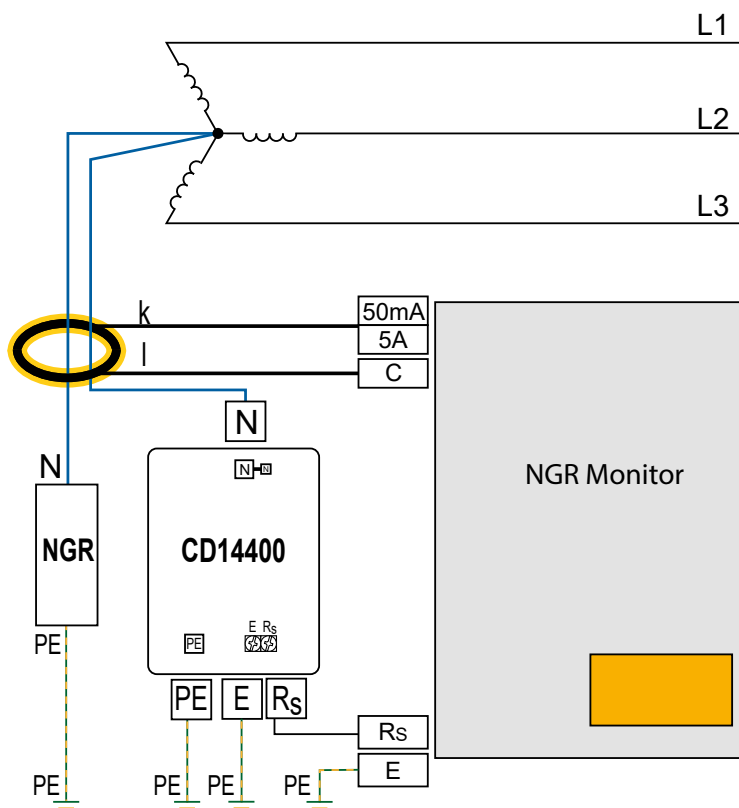 L1
L2
L3
k
50mA
5A
l
C
N
N
N N
NGR Monitor
NGR
CD14400
E Rs
PE
PE
PE E Rs
Rs
E
PE PE PE PE